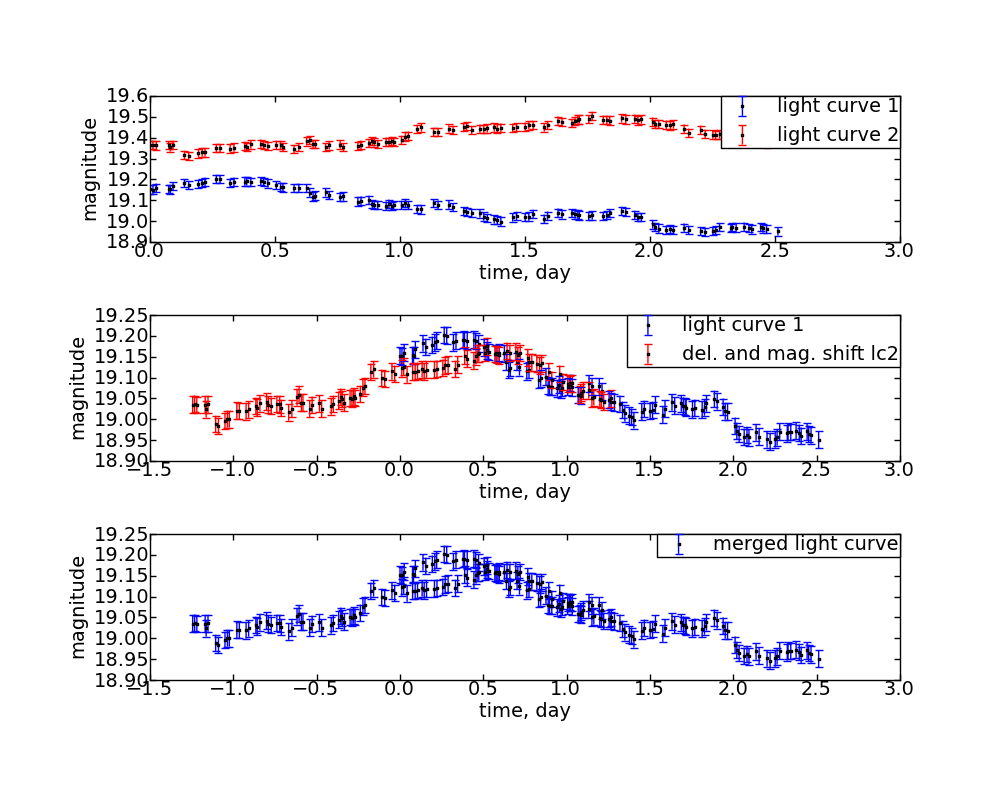 19.6
19.5
19.4
19.3
19.2
19.1
19.0
18.9
magnitude
light curve 1
light curve 2
0.0 0.5 1.0 1.5 2.0 2.5 3.0
time, day
19.25
19.20
19.15
19.10
19.05
19.00
18.95
18.90
magnitude
light curve 1
del. and mag. shift lc2
−1.5 −1.0 −0.5 0.0 0.5 1.0 1.5 2.0 2.5 3.0
time, day
19.25
19.20
19.15
19.10
19.05
19.00
18.95
18.90
magnitude
merged light curve
−1.5 −1.0 −0.5 0.0 0.5 1.0 1.5 2.0 2.5 3.0
time, day